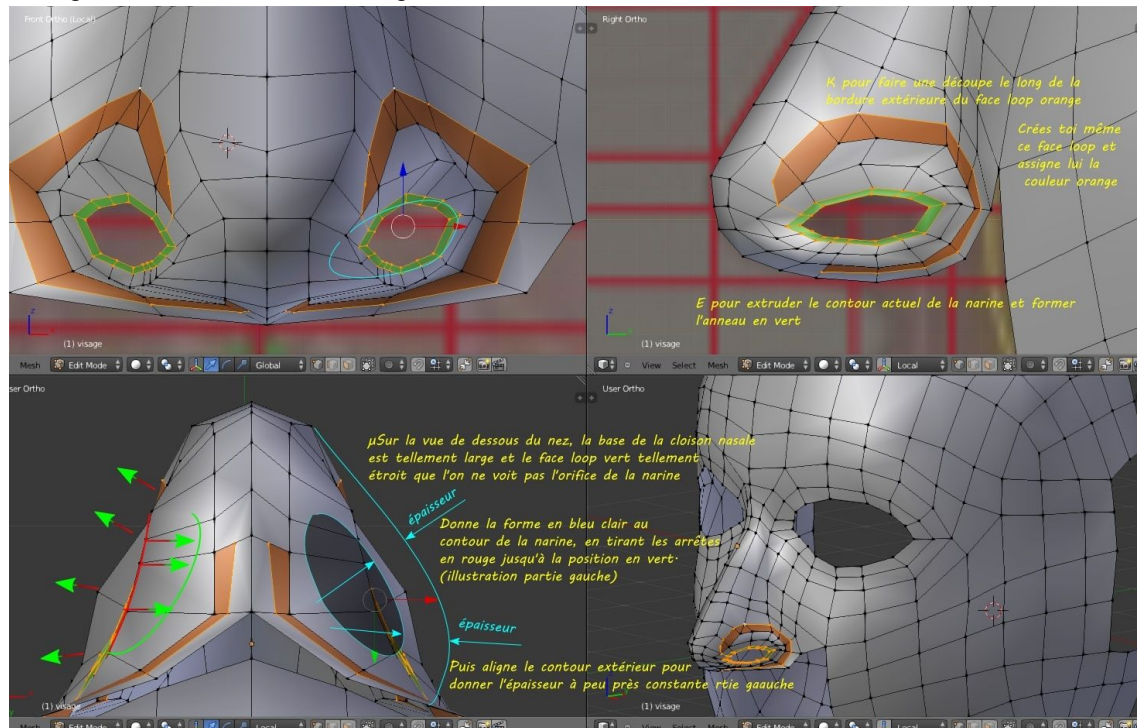 Front Ortho (Local)
Right Ortho
K pour faire une découpe le long de la
bordure extérieure du face loop orange
Crées toi même
ce face loop et
assigne lui la
couleur orange
E pour extruder le contour actuel de la narine et former
l'anneau en vert
(1) visage
(1) visage
Mesh Edit Mode Global
View Select Mesh Edit Mode Local
ser Ortho
User Ortho
µSur la vue de dessous du nez, la base de la cloison nasale
est tellement large et le face loop vert tellement
étroit que l'on ne voit pas l'orifice de la narine
épaisseur
Donne la forme en bleu clair au
contour de la narine, en tirant les arrêtes
en rouge jusqu'à la position en vert.
(illustration partie gauche)
épaisseur
Puis aligne le contour extérieur pour
donner l'épaisseur à peu près constante rtie gaauche
(1) visage
(1) visage
Mesh Edit Mode Local
View Select Mesh Edit Mode Local